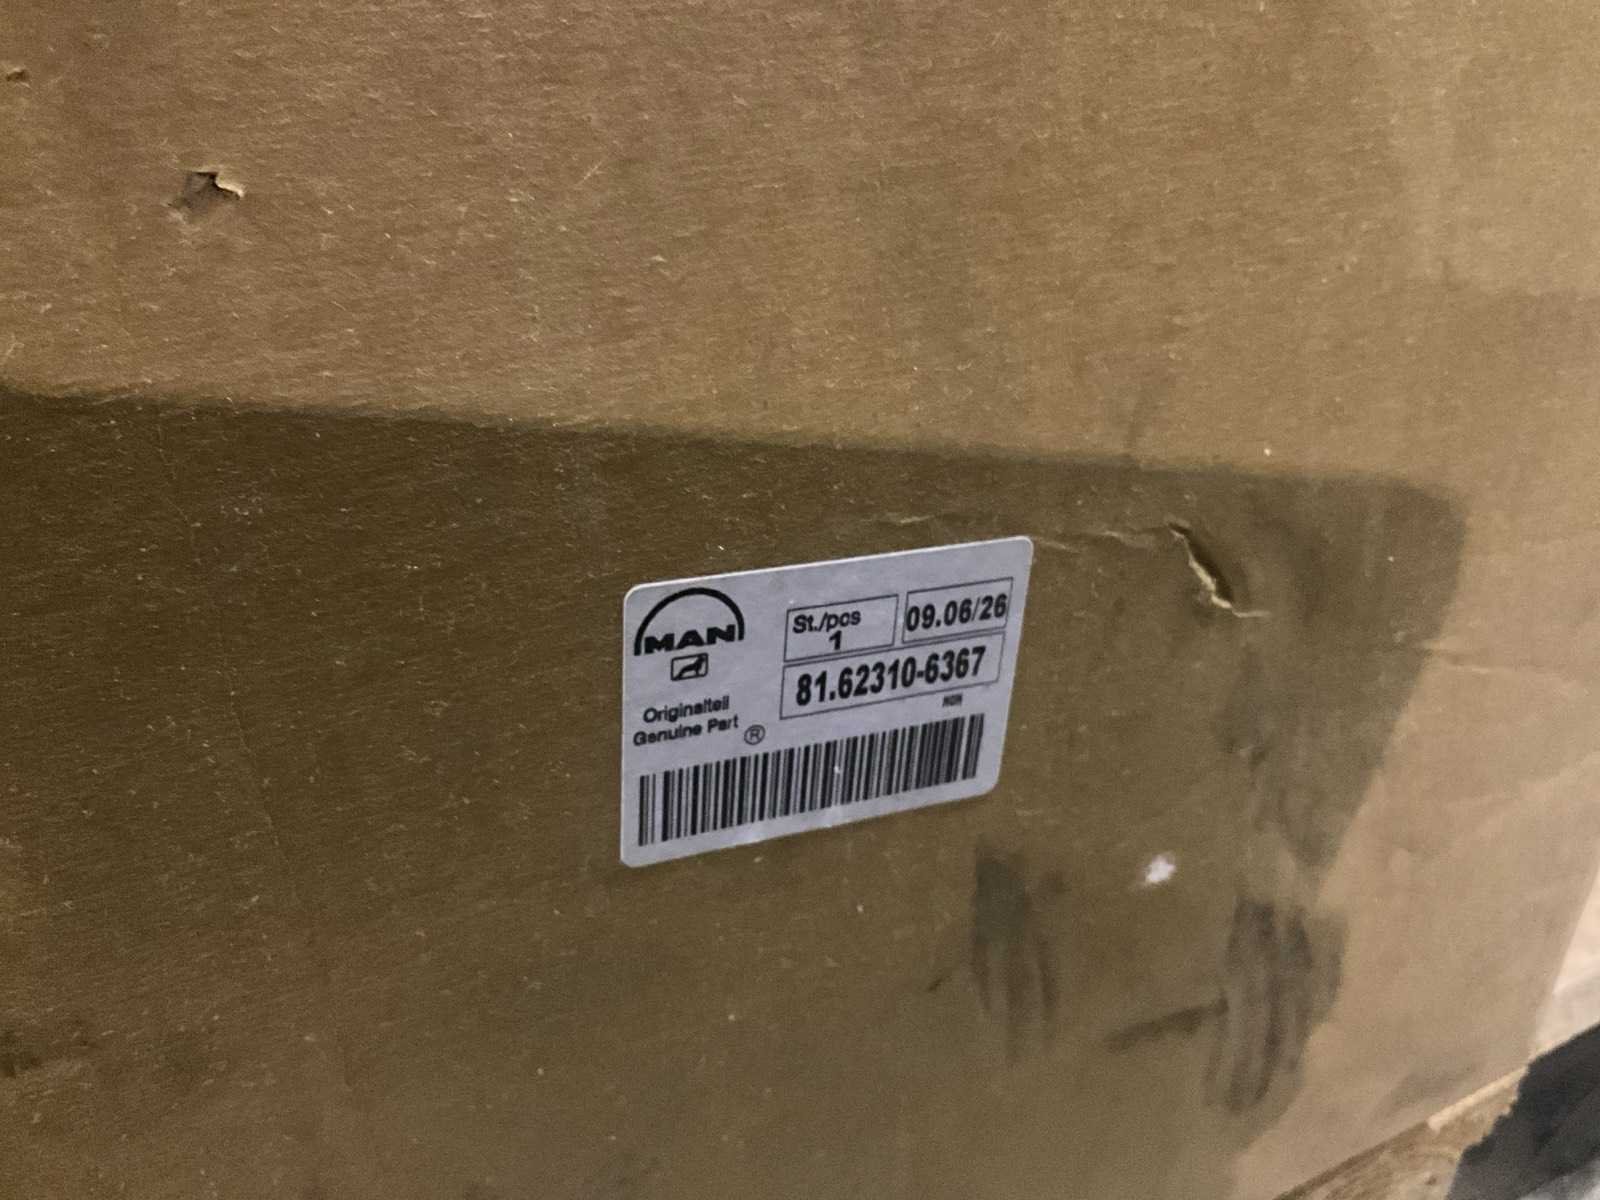 MAN
St./pcs
1
09.06/26
81.62310-6367
Originalteil
Genuine Part ®